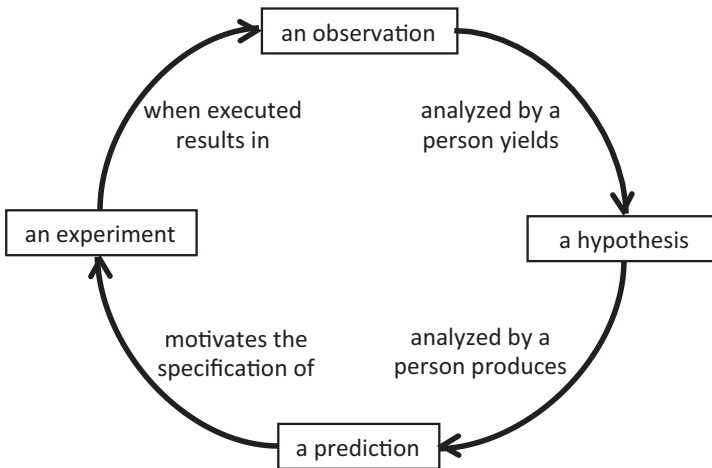 an observation
when executed
results in
analyzed by a
person yields
an experiment
a hypothesis
motivates the
specification of
analyzed by a
person produces
a prediction